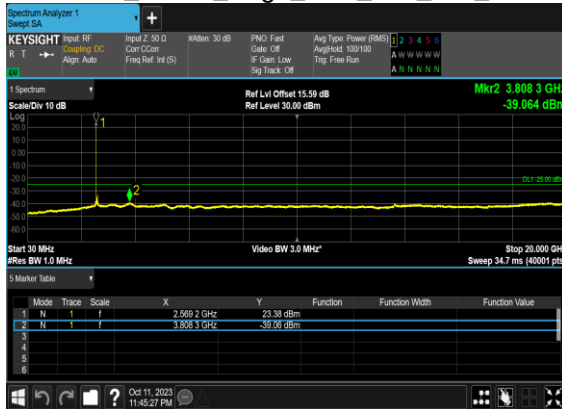 Spectrum Analyzer 1
Swept SA
+
KEYSIGHT Input: RF Input Z: 50 Ω #Atten: 30 dB PNO: Fast Avg Type: Power (RMS) 1 2 3 4 5 6
R T Coupling: DC Corr CCorr Gate: Off Avg|Hold: 100/100 A W W W W W
Align: Auto Freq Ref: Int (S) IF Gain: Low Trig: Free Run
Sig Track: Off A N N N N N
1 Spectrum Ref Lvl Offset 15.59 dB Mkr2 3.808 3 GHz
Scale/Div 10 dB Ref Level 30.00 dBm -39.064 dBm
Log
20.0
10.0
0.00
-10.0
-20.0
-30.0
-40.0
-50.0
-60.0
1
2
DL1 -25.00 dBm
Start 30 MHz Video BW 3.0 MHz* Stop 20.000 GHz
#Res BW 1.0 MHz Sweep 34.7 ms (40001 pts)
5 Marker Table
Mode Trace Scale X Y Function Function Width Function Value
1 N 1 f 2.569 2 GHz 23.38 dBm
2 N 1 f 3.808 3 GHz -39.06 dBm
3
4
5
6
? Oct 11, 2023
11:45:27 PM